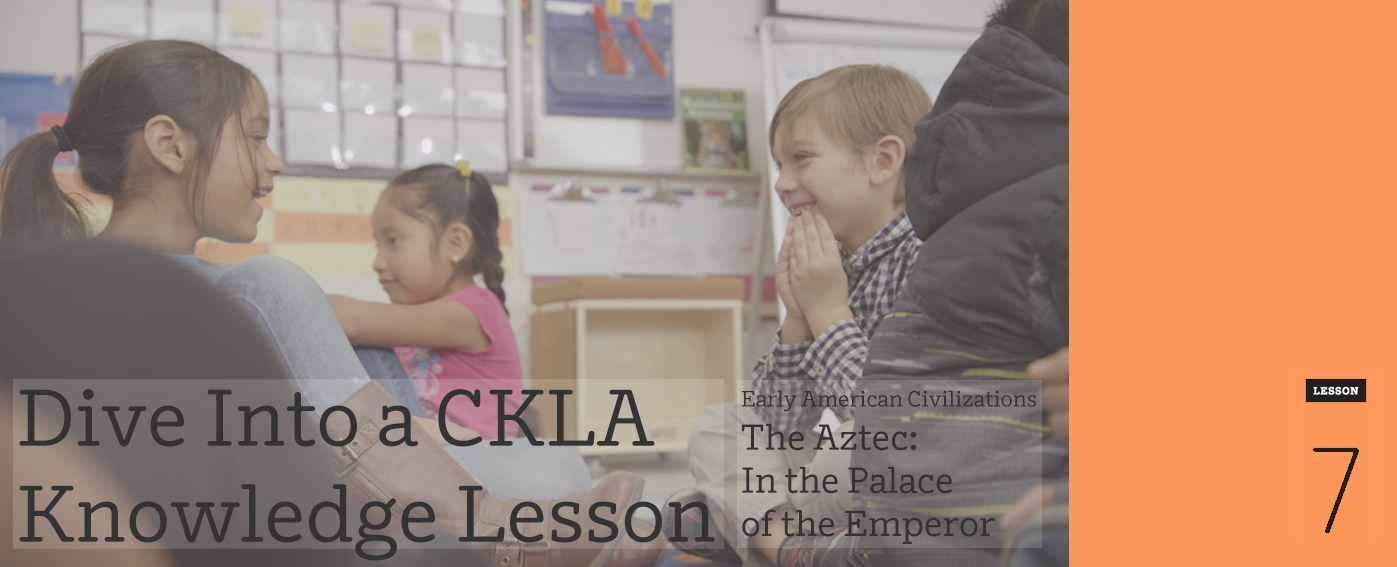 Dive Into a CKLA
Knowledge Lesson
Early American Civilizations
The Aztec:
In the Palace
of the Emperor
LESSON
7